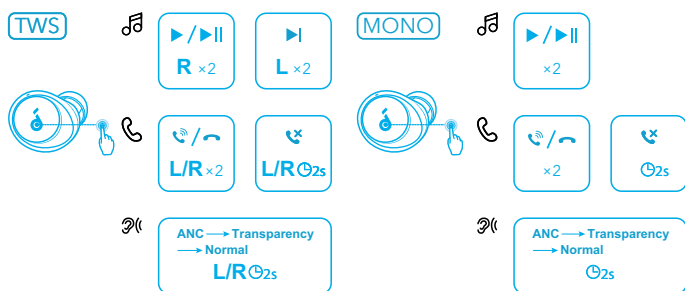 TWS
R ×2
L ×2
L/R ×2
L/R 2s
ANC → Transparency
→ Normal
L/R 2s
MONO
×2
×2
2s
ANC → Transparency
→ Normal
2s